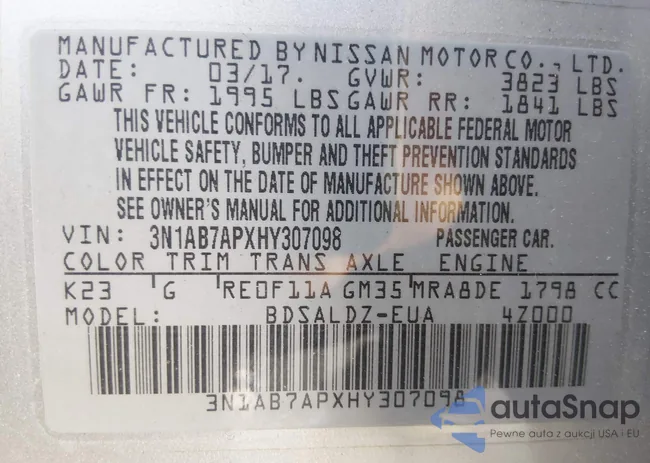 MANUFACTURED BY NISSAN MOTOR CO., LTD.
DATE: 03/17. GVWR: 3823 LBS
GAWR FR: 1995 LBS GAWR RR: 1841 LBS
THIS VEHICLE CONFORMS TO ALL APPLICABLE FEDERAL MOTOR
VEHICLE SAFETY, BUMPER AND THEFT PREVENTION STANDARDS
IN EFFECT ON THE DATE OF MANUFACTURE SHOWN ABOVE.
SEE OWNER'S MANUAL FOR ADDITIONAL INFORMATION.
VIN: 3N1AB7APXHY307098 PASSENGER CAR.
COLOR TRIM TRANS AXLE ENGINE
K23 G RE0F11A GM35 MRA8DE 1798 CC
MODEL: BDSALDZ-EUA 4Z000
3N1AB7APXHY307098
autaSnap
Pewne auta z aukcji USA i EU